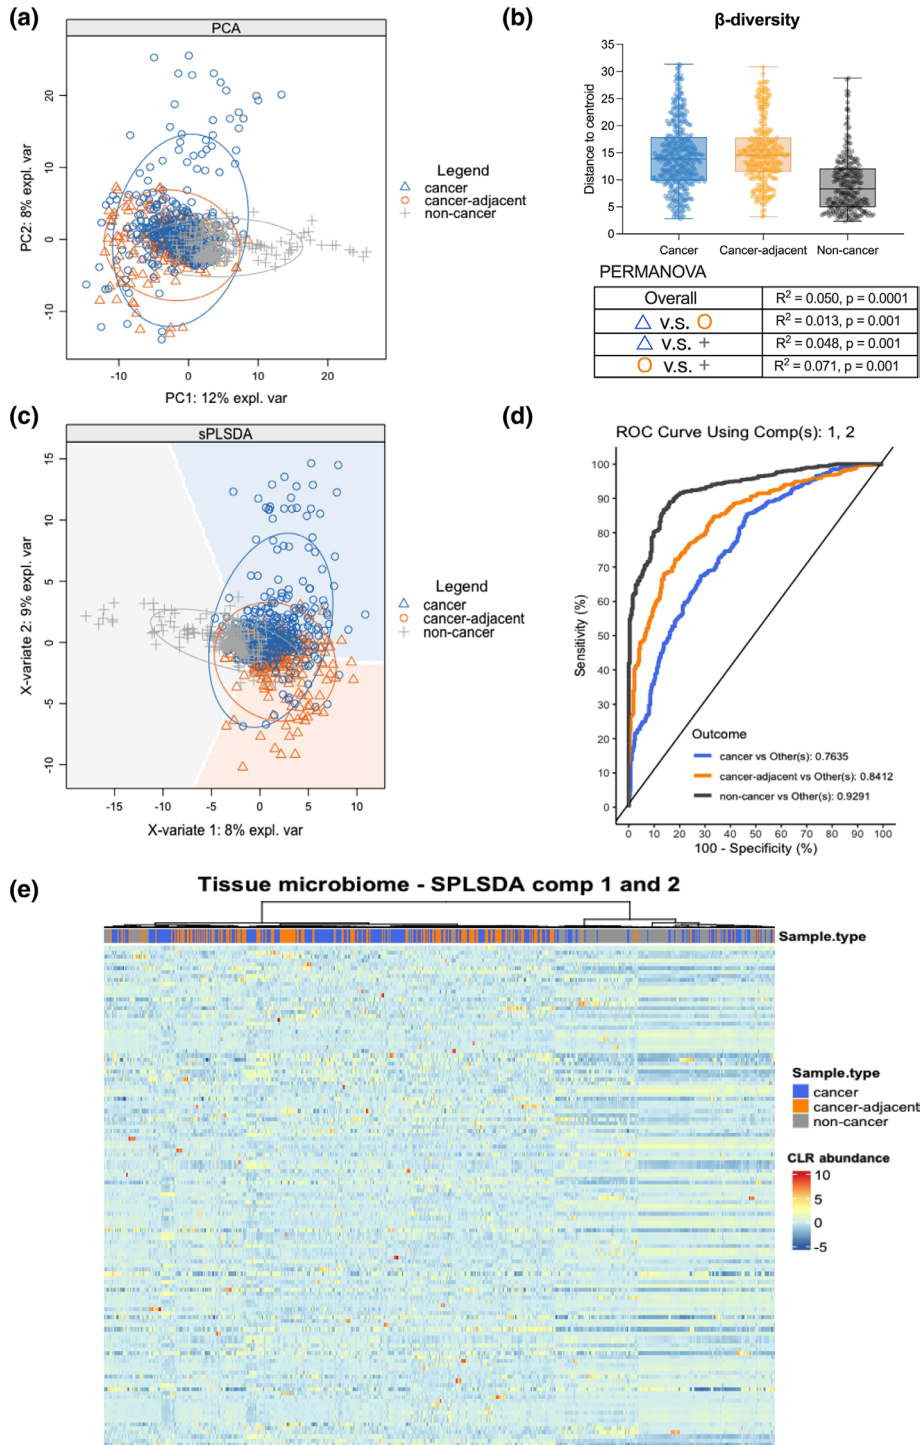 (a)
PCA
PC2: 8% expl. var
20
10
0
-10
-10
0
10
20
PC1: 12% expl. var
Legend
cancer
cancer-adjacent
non-cancer
(b)
β-diversity
Distance to centroid
35
30
25
20
15
10
5
0
Cancer
Cancer-adjacent
Non-cancer
PERMANOVA
Overall
R² = 0.050, p = 0.0001
△ v.s. O
R² = 0.013, p = 0.001
△ v.s. +
R² = 0.048, p = 0.001
O v.s. +
R² = 0.071, p = 0.001
(c)
sPLSDA
X-variate 2: 9% expl. var
15
10
5
0
-5
-10
-15
-10
-5
0
5
10
X-variate 1: 8% expl. var
Legend
cancer
cancer-adjacent
non-cancer
(d)
ROC Curve Using Comp(s): 1, 2
Sensitivity (%)
100
90
80
70
60
50
40
30
20
10
0
Outcome
cancer vs Other(s): 0.7635
cancer-adjacent vs Other(s): 0.8412
non-cancer vs Other(s): 0.9291
0
10
20
30
40
50
60
70
80
90
100
100 - Specificity (%)
(e)
Tissue microbiome - SPLSDA comp 1 and 2
Sample.type
Sample.type
cancer
cancer-adjacent
non-cancer
CLR abundance
10
5
0
-5